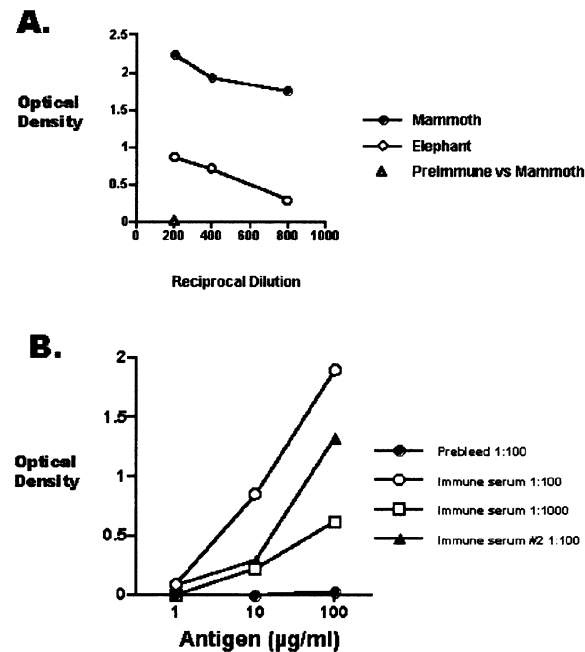 A.
2.5
2
1.5
1
0.5
0
Optical
Density
0 200 400 600 800 1000
Reciprocal Dilution
Mammoth
Elephant
Preimmune vs Mammoth
B.
2
1.5
1
0.5
0
Optical
Density
1 10 100
Antigen (µg/ml)
Prebleed 1:100
Immune serum 1:100
Immune serum 1:1000
Immune serum #2 1:100